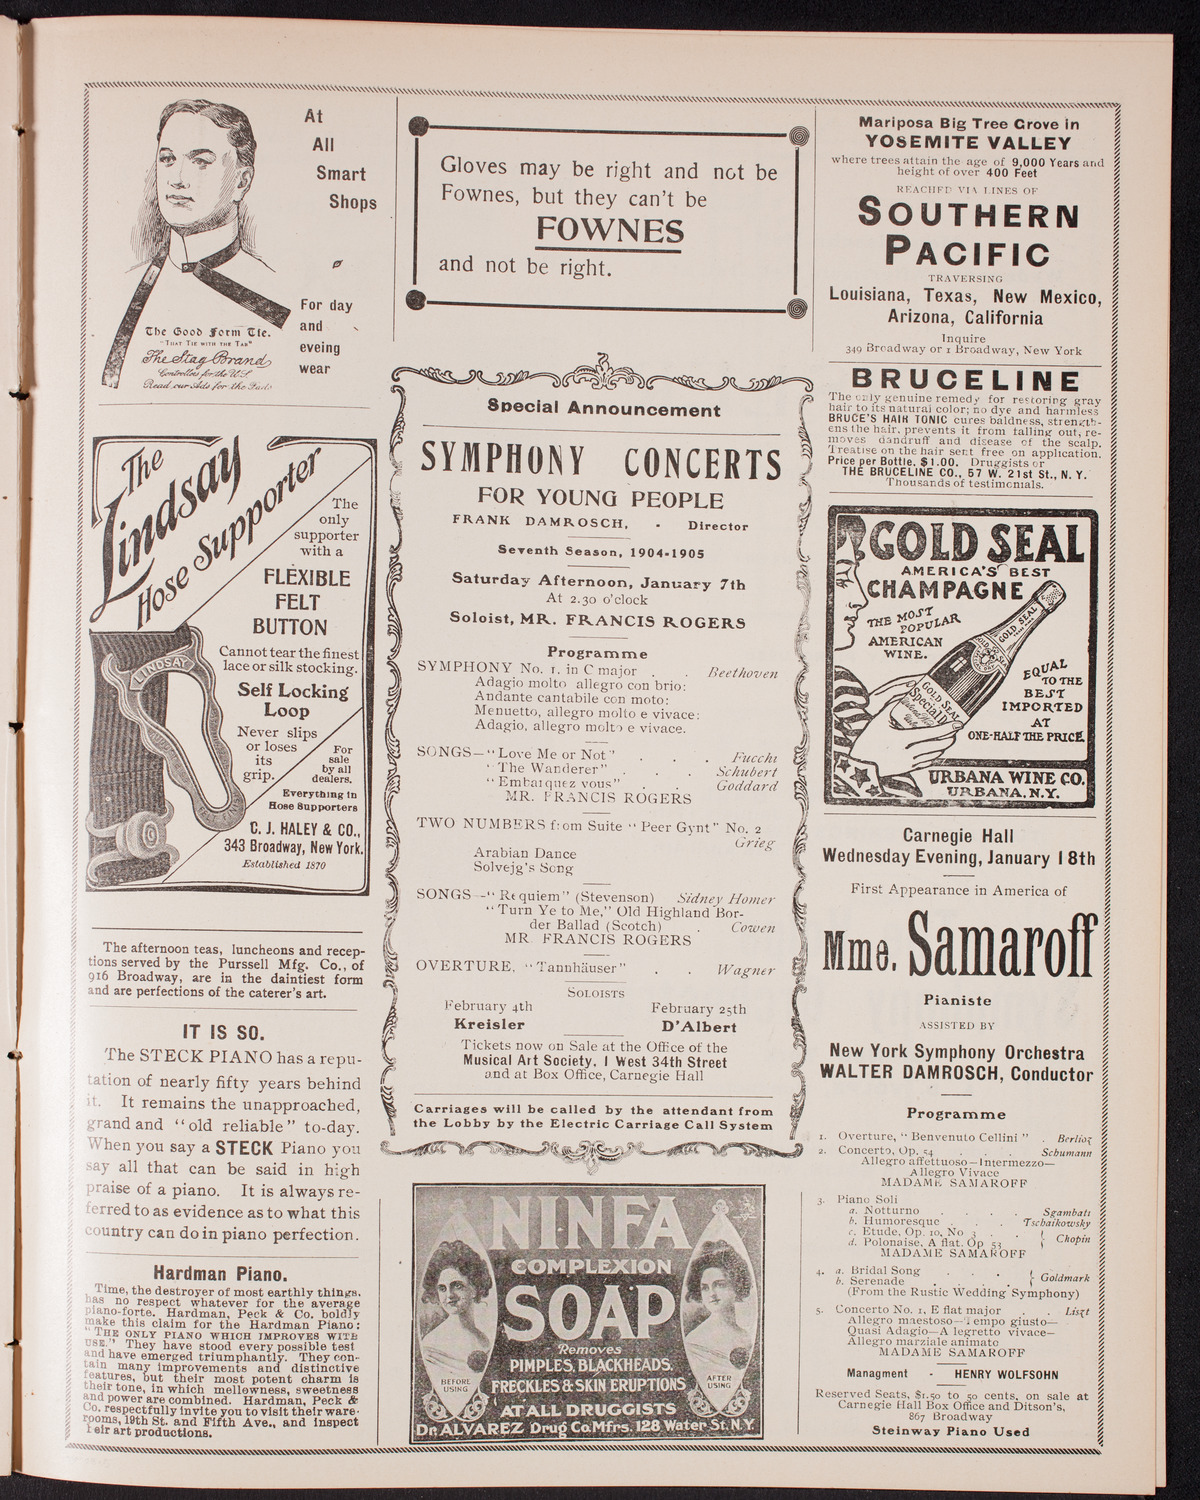 At
All
Smart
Shops
For day
and
eveing
wear
The Good Form Tie.
"THAT TIE WITH THE TAB"
The Stag Brand
Controllers for the U.S.
Read our Ads for the Fads
The
Lindsay
Hose Supporter
The
only
supporter
with a
FLEXIBLE
FELT
BUTTON
Cannot tear the finest
lace or silk stocking.
LINDSAY
Self Locking
Loop
Never slips
or loses
its
grip.
For
sale
by all
dealers.
Everything in
Hose Supporters
C. J. HALEY & CO.,
343 Broadway, New York.
Established 1870
The afternoon teas, luncheons and recep-
tions served by the Purssell Mfg. Co., of
916 Broadway, are in the daintiest form
and are perfections of the caterer's art.
IT IS SO.
The STECK PIANO has a repu-
tation of nearly fifty years behind
it. It remains the unapproached,
grand and "old reliable" to-day.
When you say a STECK Piano you
say all that can be said in high
praise of a piano. It is always re-
ferred to as evidence as to what this
country can do in piano perfection.
Hardman Piano.
Time, the destroyer of most earthly things,
has no respect whatever for the average
piano-forte. Hardman, Peck & Co. boldly
make this claim for the Hardman Piano:
"THE ONLY PIANO WHICH IMPROVES WITH
USE." They have stood every possible test
and have emerged triumphantly. They con-
tain many improvements and distinctive
features, but their most potent charm is
their tone, in which mellowness, sweetness
and power are combined. Hardman, Peck &
Co. respectfully invite you to visit their ware-
rooms, 19th St. and Fifth Ave., and inspect
their art productions.
Gloves may be right and not be
Fownes, but they can't be
FOWNES
and not be right.
Special Announcement
SYMPHONY CONCERTS
FOR YOUNG PEOPLE
FRANK DAMROSCH, - Director
Seventh Season, 1904-1905
Saturday Afternoon, January 7th
At 2.30 o'clock
Soloist, MR. FRANCIS ROGERS
Programme
SYMPHONY No. 1, in C major . . Beethoven
Adagio molto allegro con brio:
Andante cantabile con moto:
Menuetto, allegro molto e vivace:
Adagio, allegro molto e vivace.
SONGS—"Love Me or Not" . . . Fucchi
"The Wanderer" . . . Schubert
"Embarquez vous" . . Goddard
MR. FRANCIS ROGERS
TWO NUMBERS from Suite "Peer Gynt" No. 2
Grieg
Arabian Dance
Solvejg's Song
SONGS—"Requiem" (Stevenson) Sidney Homer
"Turn Ye to Me," Old Highland Bor-
der Ballad (Scotch) . Cowen
MR. FRANCIS ROGERS
OVERTURE, "Tannhäuser" . . Wagner
SOLOISTS
February 4th February 25th
Kreisler D'Albert
Tickets now on Sale at the Office of the
Musical Art Society, 1 West 34th Street
and at Box Office, Carnegie Hall
Carriages will be called by the attendant from
the Lobby by the Electric Carriage Call System
NINFA
COMPLEXION
SOAP
Removes
PIMPLES, BLACKHEADS.
FRECKLES & SKIN ERUPTIONS
BEFORE
USING
AFTER
USING
AT ALL DRUGGISTS
Dr. ALVAREZ Drug Co. Mfrs. 128 Water St. N.Y.
Mariposa Big Tree Grove in
YOSEMITE VALLEY
where trees attain the age of 9,000 Years and
height of over 400 Feet
REACHED VIA LINES OF
SOUTHERN
PACIFIC
TRAVERSING
Louisiana, Texas, New Mexico,
Arizona, California
Inquire
349 Broadway or 1 Broadway, New York
BRUCELINE
The only genuine remedy for restoring gray
hair to its natural color; no dye and harmless
BRUCE'S HAIR TONIC cures baldness, strength-
ens the hair, prevents it from falling out, re-
moves dandruff and disease of the scalp.
Treatise on the hair sent free on application.
Price per Bottle, $1.00. Druggists or
THE BRUCELINE CO., 57 W. 21st St., N. Y.
Thousands of testimonials.
GOLD SEAL
AMERICA'S BEST
CHAMPAGNE
THE MOST
POPULAR
AMERICAN
WINE.
GOLD SEAL
GOLD SEAL
Special Dry
EQUAL
TO THE
BEST
IMPORTED
AT
ONE-HALF THE PRICE.
URBANA WINE CO.
URBANA, N.Y.
Carnegie Hall
Wednesday Evening, January 18th
First Appearance in America of
Mme. Samaroff
Pianiste
ASSISTED BY
New York Symphony Orchestra
WALTER DAMROSCH, Conductor
Programme
1. Overture, "Benvenuto Cellini" . Berlioz
2. Concerto, Op. 54 . . . Schumann
Allegro affettuoso—Intermezzo—
Allegro Vivace
MADAME SAMAROFF
3. Piano Soli
a. Notturno . . . . Sgambati
b. Humoresque . . . Tschaikowsky
c. Etude, Op. 10, No 3 . .
d. Polonaise, A flat, Op 53 Chopin
MADAME SAMAROFF
4. a. Bridal Song . . .
b. Serenade . . . . Goldmark
(From the Rustic Wedding Symphony)
5. Concerto No. 1, E flat major . . Liszt
Allegro maestoso—Tempo giusto—
Quasi Adagio—Alegretto vivace—
Allegro marziale animato
MADAME SAMAROFF
Managment - HENRY WOLFSOHN
Reserved Seats, $1.50 to 50 cents, on sale at
Carnegie Hall Box Office and Ditson's,
867 Broadway
Steinway Piano Used